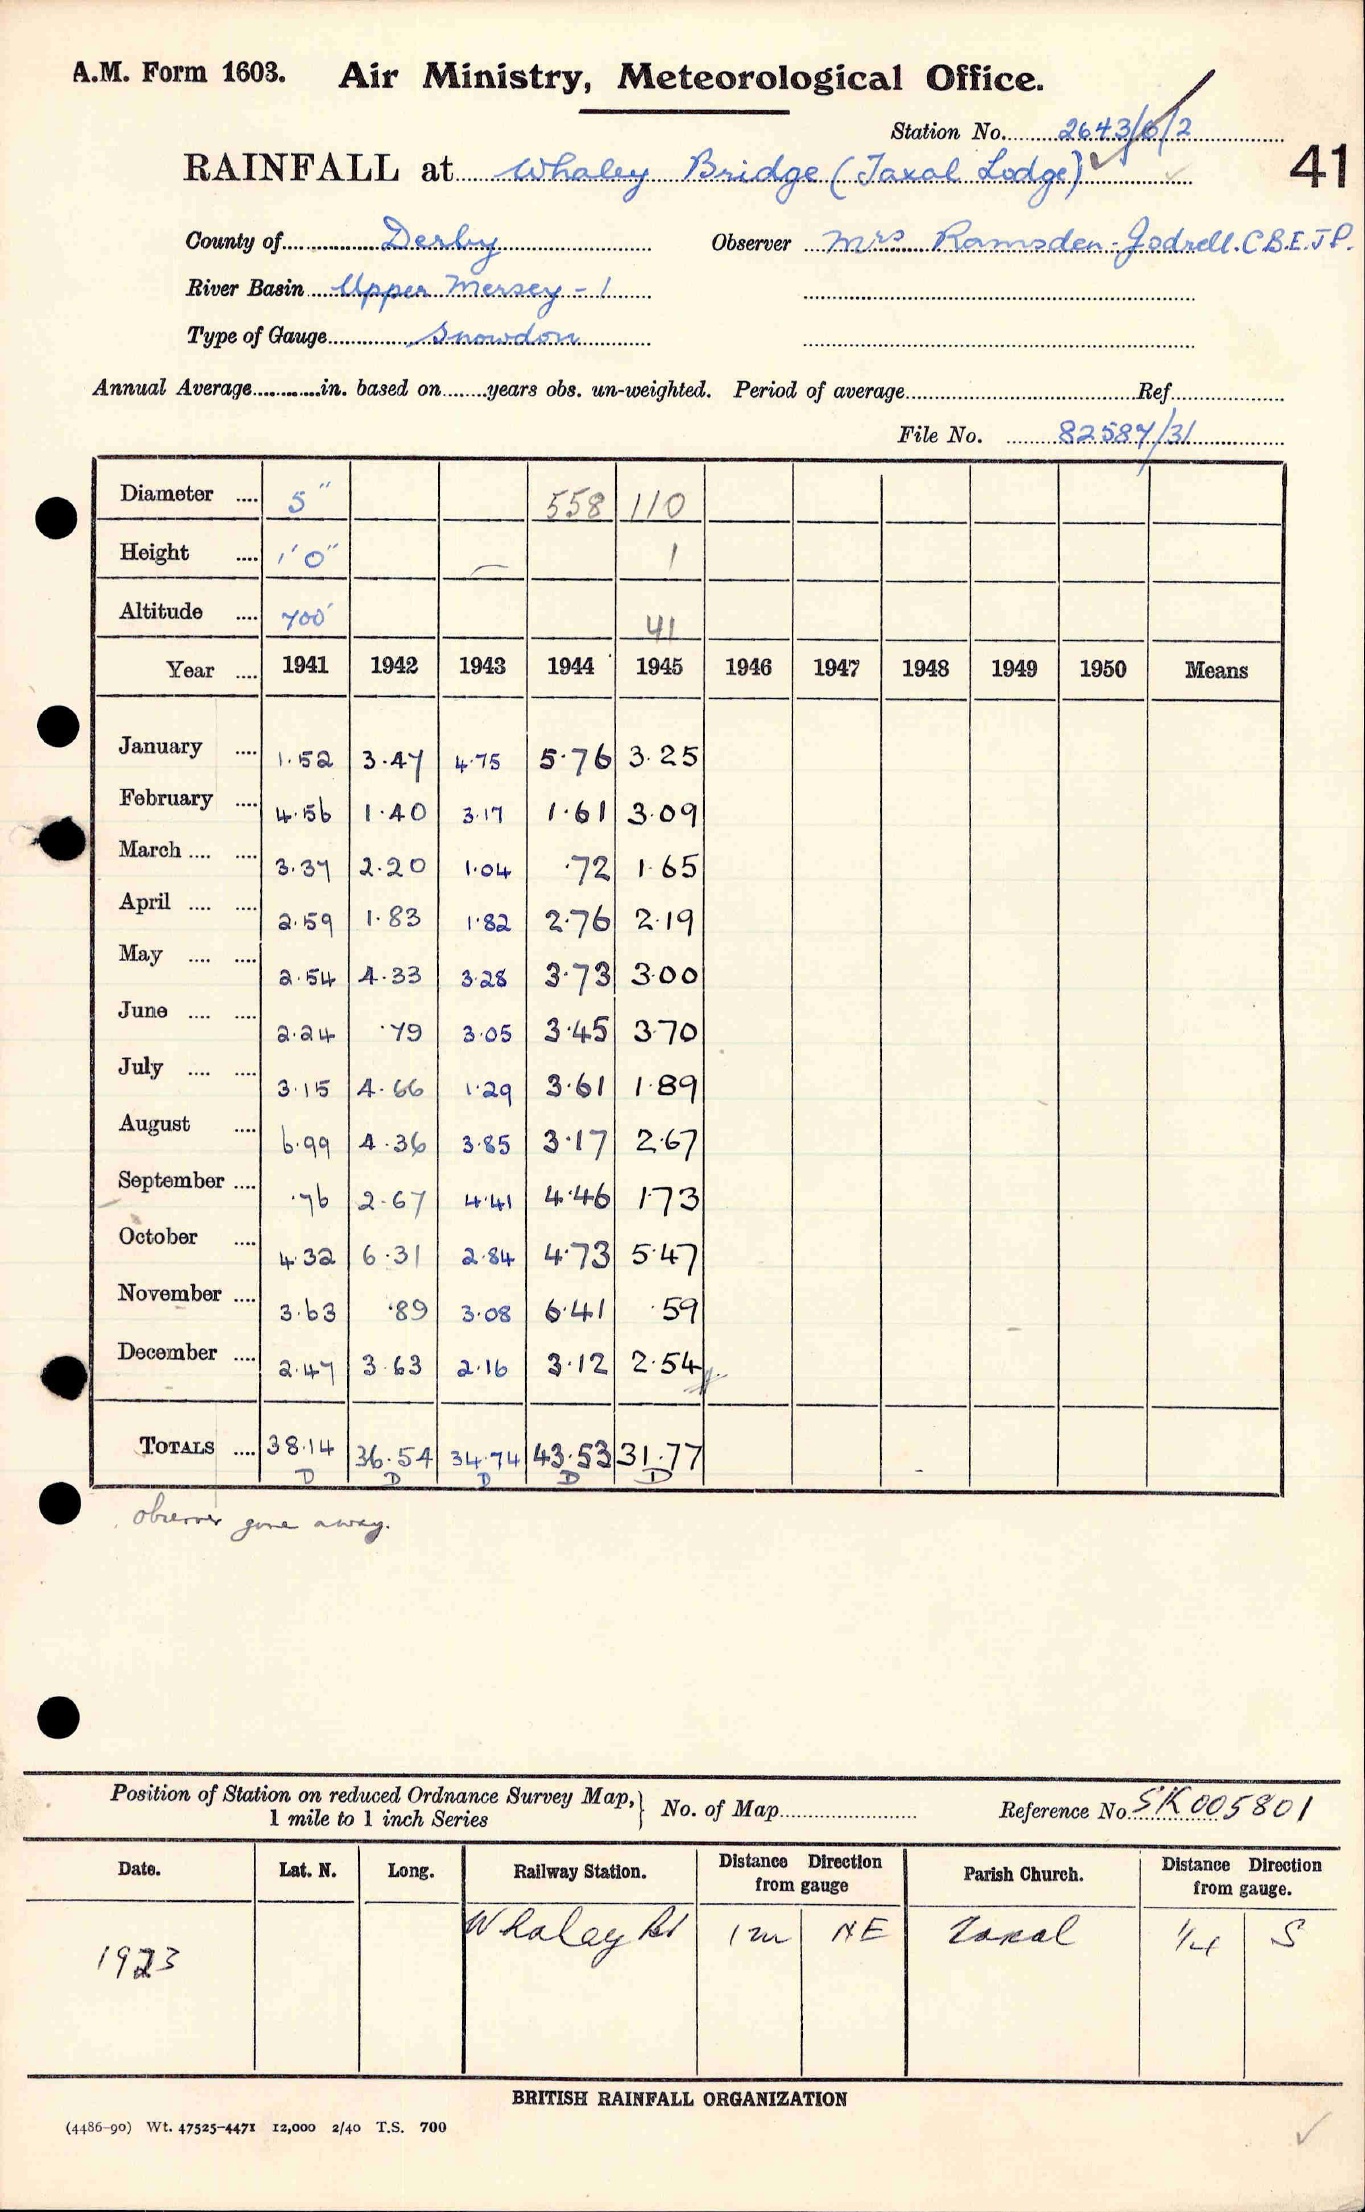 A.M. Form 1603. Air Ministry, Meteorological Office.
Station No. 2643/6/2
RAINFALL at Whaley Bridge (Taxal Lodge)
41
County of Derby Observer Mrs Ramsden-Jodrell. C.B.E. J.P.
River Basin Upper Mersey - 1
Type of Gauge Snowdon
Annual Average in. based on years obs. un-weighted. Period of average Ref
File No. 82587/31
Diameter 5" 558 110
Height 1'0" 1
Altitude 700' 41
Year 1941 1942 1943 1944 1945 1946 1947 1948 1949 1950 Means
January 1.52 3.47 4.75 5.76 3.25
February 4.56 1.40 3.17 1.61 3.09
March 3.37 2.20 1.04 .72 1.65
April 2.59 1.83 1.82 2.76 2.19
May 2.54 4.33 3.28 3.73 3.00
June 2.24 .79 3.05 3.45 3.70
July 3.15 4.66 1.29 3.61 1.89
August 6.99 4.36 3.85 3.17 2.67
September .76 2.67 4.41 4.46 1.73
October 4.32 6.31 2.84 4.73 5.47
November 3.63 .89 3.08 6.41 .59
December 2.47 3.63 2.16 3.12 2.54
TOTALS 38.14 36.54 34.74 43.53 31.77
D D D D D
observer gone away.
Position of Station on reduced Ordnance Survey Map, 1 mile to 1 inch Series } No. of Map Reference No. SK005801
Date. Lat. N. Long. Railway Station. Distance Direction from gauge Parish Church. Distance Direction from gauge.
1923 Whaley Bd 1m NE Taxal 1/4 S
BRITISH RAINFALL ORGANIZATION
(4486-90) Wt. 47525-4471 12,000 2/40 T.S. 700